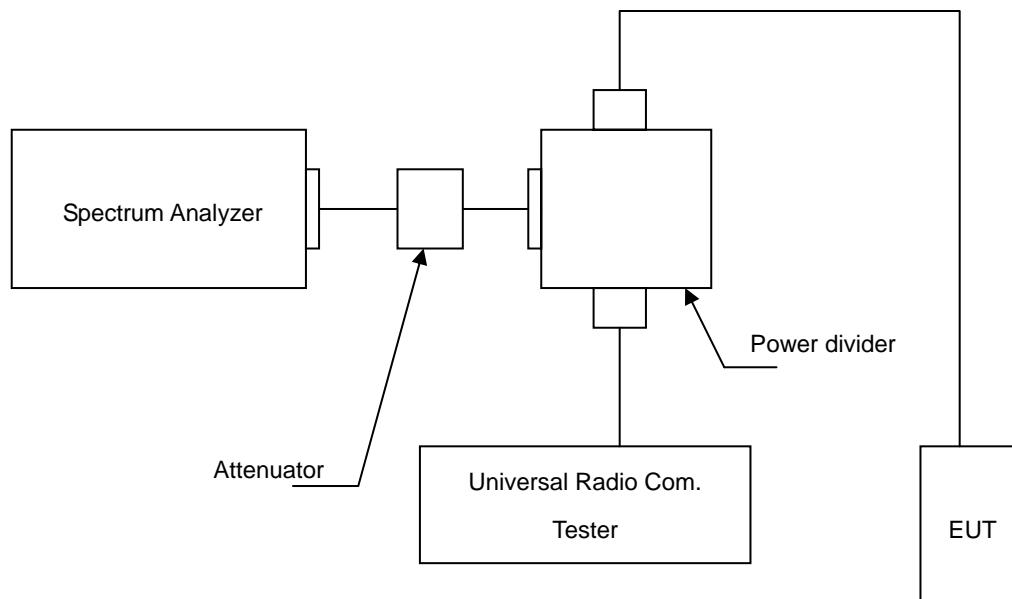 Spectrum Analyzer
Power divider
Attenuator
Universal Radio Com.
Tester
EUT